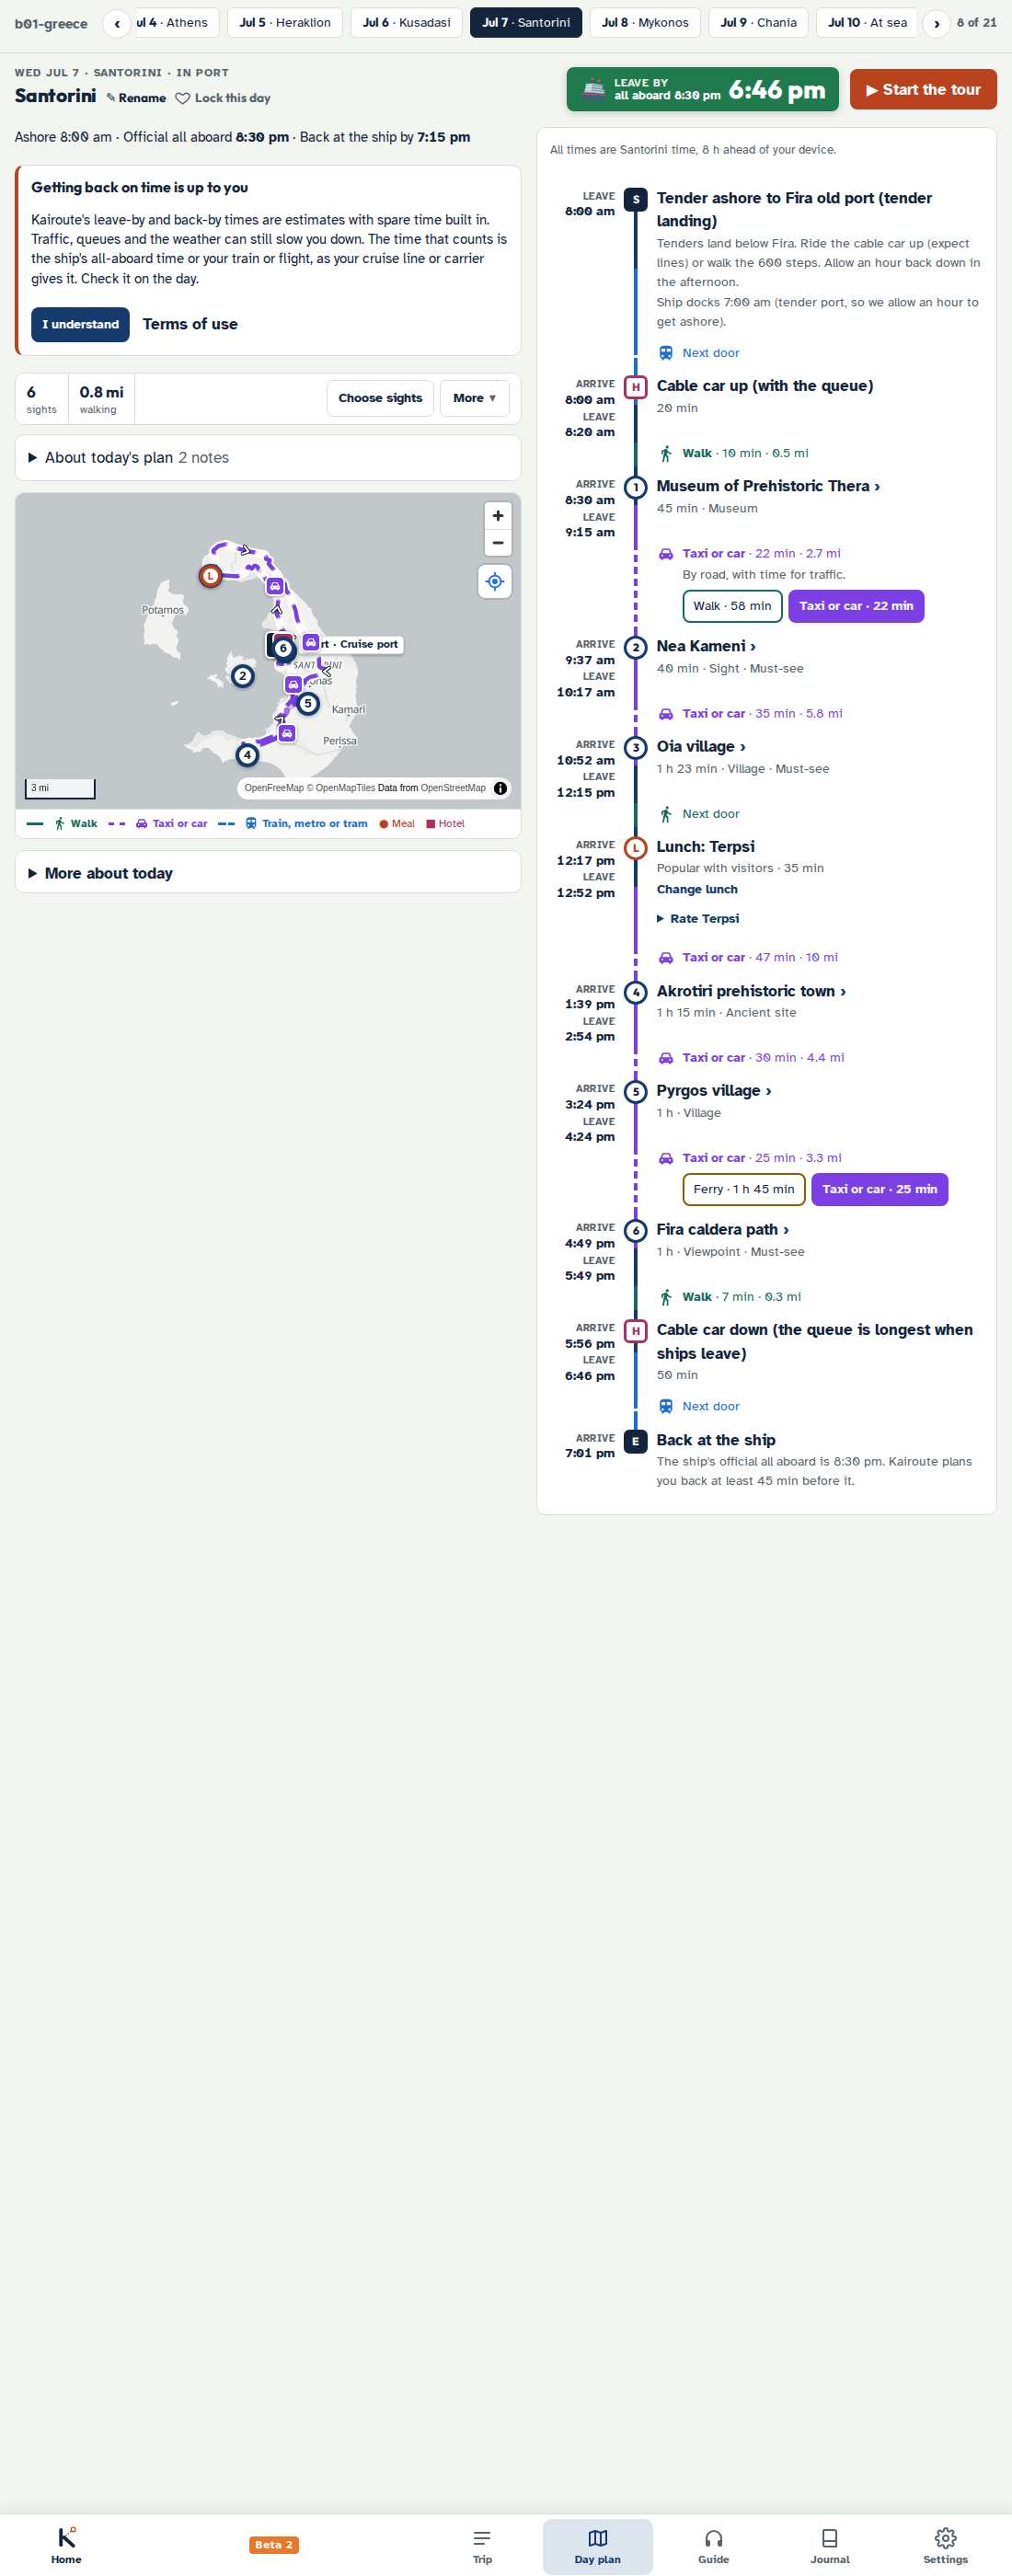 b01-greece
‹
ul 4 · Athens
Jul 5 · Heraklion
Jul 6 · Kusadasi
Jul 7 · Santorini
Jul 8 · Mykonos
Jul 9 · Chania
Jul 10 · At sea
›
8 of 21
WED JUL 7 · SANTORINI · IN PORT
Santorini ✎ Rename Lock this day
LEAVE BY
all aboard 8:30 pm
6:46 pm
▶ Start the tour
Ashore 8:00 am · Official all aboard 8:30 pm · Back at the ship by 7:15 pm
Getting back on time is up to you
Kairoute's leave-by and back-by times are estimates with spare time built in.
Traffic, queues and the weather can still slow you down. The time that counts is
the ship's all-aboard time or your train or flight, as your cruise line or carrier
gives it. Check it on the day.
I understand
Terms of use
6
sights
0.8 mi
walking
Choose sights
More ▼
▶ About today's plan 2 notes
+
−
L
Potamos
rt · Cruise port
6
SANT
INI
2
onas
5
Kamari
Perissa
4
3 mi
OpenFreeMap © OpenMapTiles Data from OpenStreetMap
Walk
Taxi or car
Train, metro or tram
Meal
Hotel
▶ More about today
All times are Santorini time, 8 h ahead of your device.
LEAVE
8:00 am
S
Tender ashore to Fira old port (tender
landing)
Tenders land below Fira. Ride the cable car up (expect
lines) or walk the 600 steps. Allow an hour back down in
the afternoon.
Ship docks 7:00 am (tender port, so we allow an hour to
get ashore).
Next door
ARRIVE
8:00 am
LEAVE
8:20 am
H
Cable car up (with the queue)
20 min
Walk · 10 min · 0.5 mi
ARRIVE
8:30 am
LEAVE
9:15 am
1
Museum of Prehistoric Thera ›
45 min · Museum
Taxi or car · 22 min · 2.7 mi
By road, with time for traffic.
Walk · 58 min
Taxi or car · 22 min
ARRIVE
9:37 am
LEAVE
10:17 am
2
Nea Kameni ›
40 min · Sight · Must-see
Taxi or car · 35 min · 5.8 mi
ARRIVE
10:52 am
LEAVE
12:15 pm
3
Oia village ›
1 h 23 min · Village · Must-see
Next door
ARRIVE
12:17 pm
LEAVE
12:52 pm
L
Lunch: Terpsi
Popular with visitors · 35 min
Change lunch
▶ Rate Terpsi
Taxi or car · 47 min · 10 mi
ARRIVE
1:39 pm
LEAVE
2:54 pm
4
Akrotiri prehistoric town ›
1 h 15 min · Ancient site
Taxi or car · 30 min · 4.4 mi
ARRIVE
3:24 pm
LEAVE
4:24 pm
5
Pyrgos village ›
1 h · Village
Taxi or car · 25 min · 3.3 mi
Ferry · 1 h 45 min
Taxi or car · 25 min
ARRIVE
4:49 pm
LEAVE
5:49 pm
6
Fira caldera path ›
1 h · Viewpoint · Must-see
Walk · 7 min · 0.3 mi
ARRIVE
5:56 pm
LEAVE
6:46 pm
H
Cable car down (the queue is longest when
ships leave)
50 min
Next door
ARRIVE
7:01 pm
E
Back at the ship
The ship's official all aboard is 8:30 pm. Kairoute plans
you back at least 45 min before it.
Home
Beta 2
Trip
Day plan
Guide
Journal
Settings